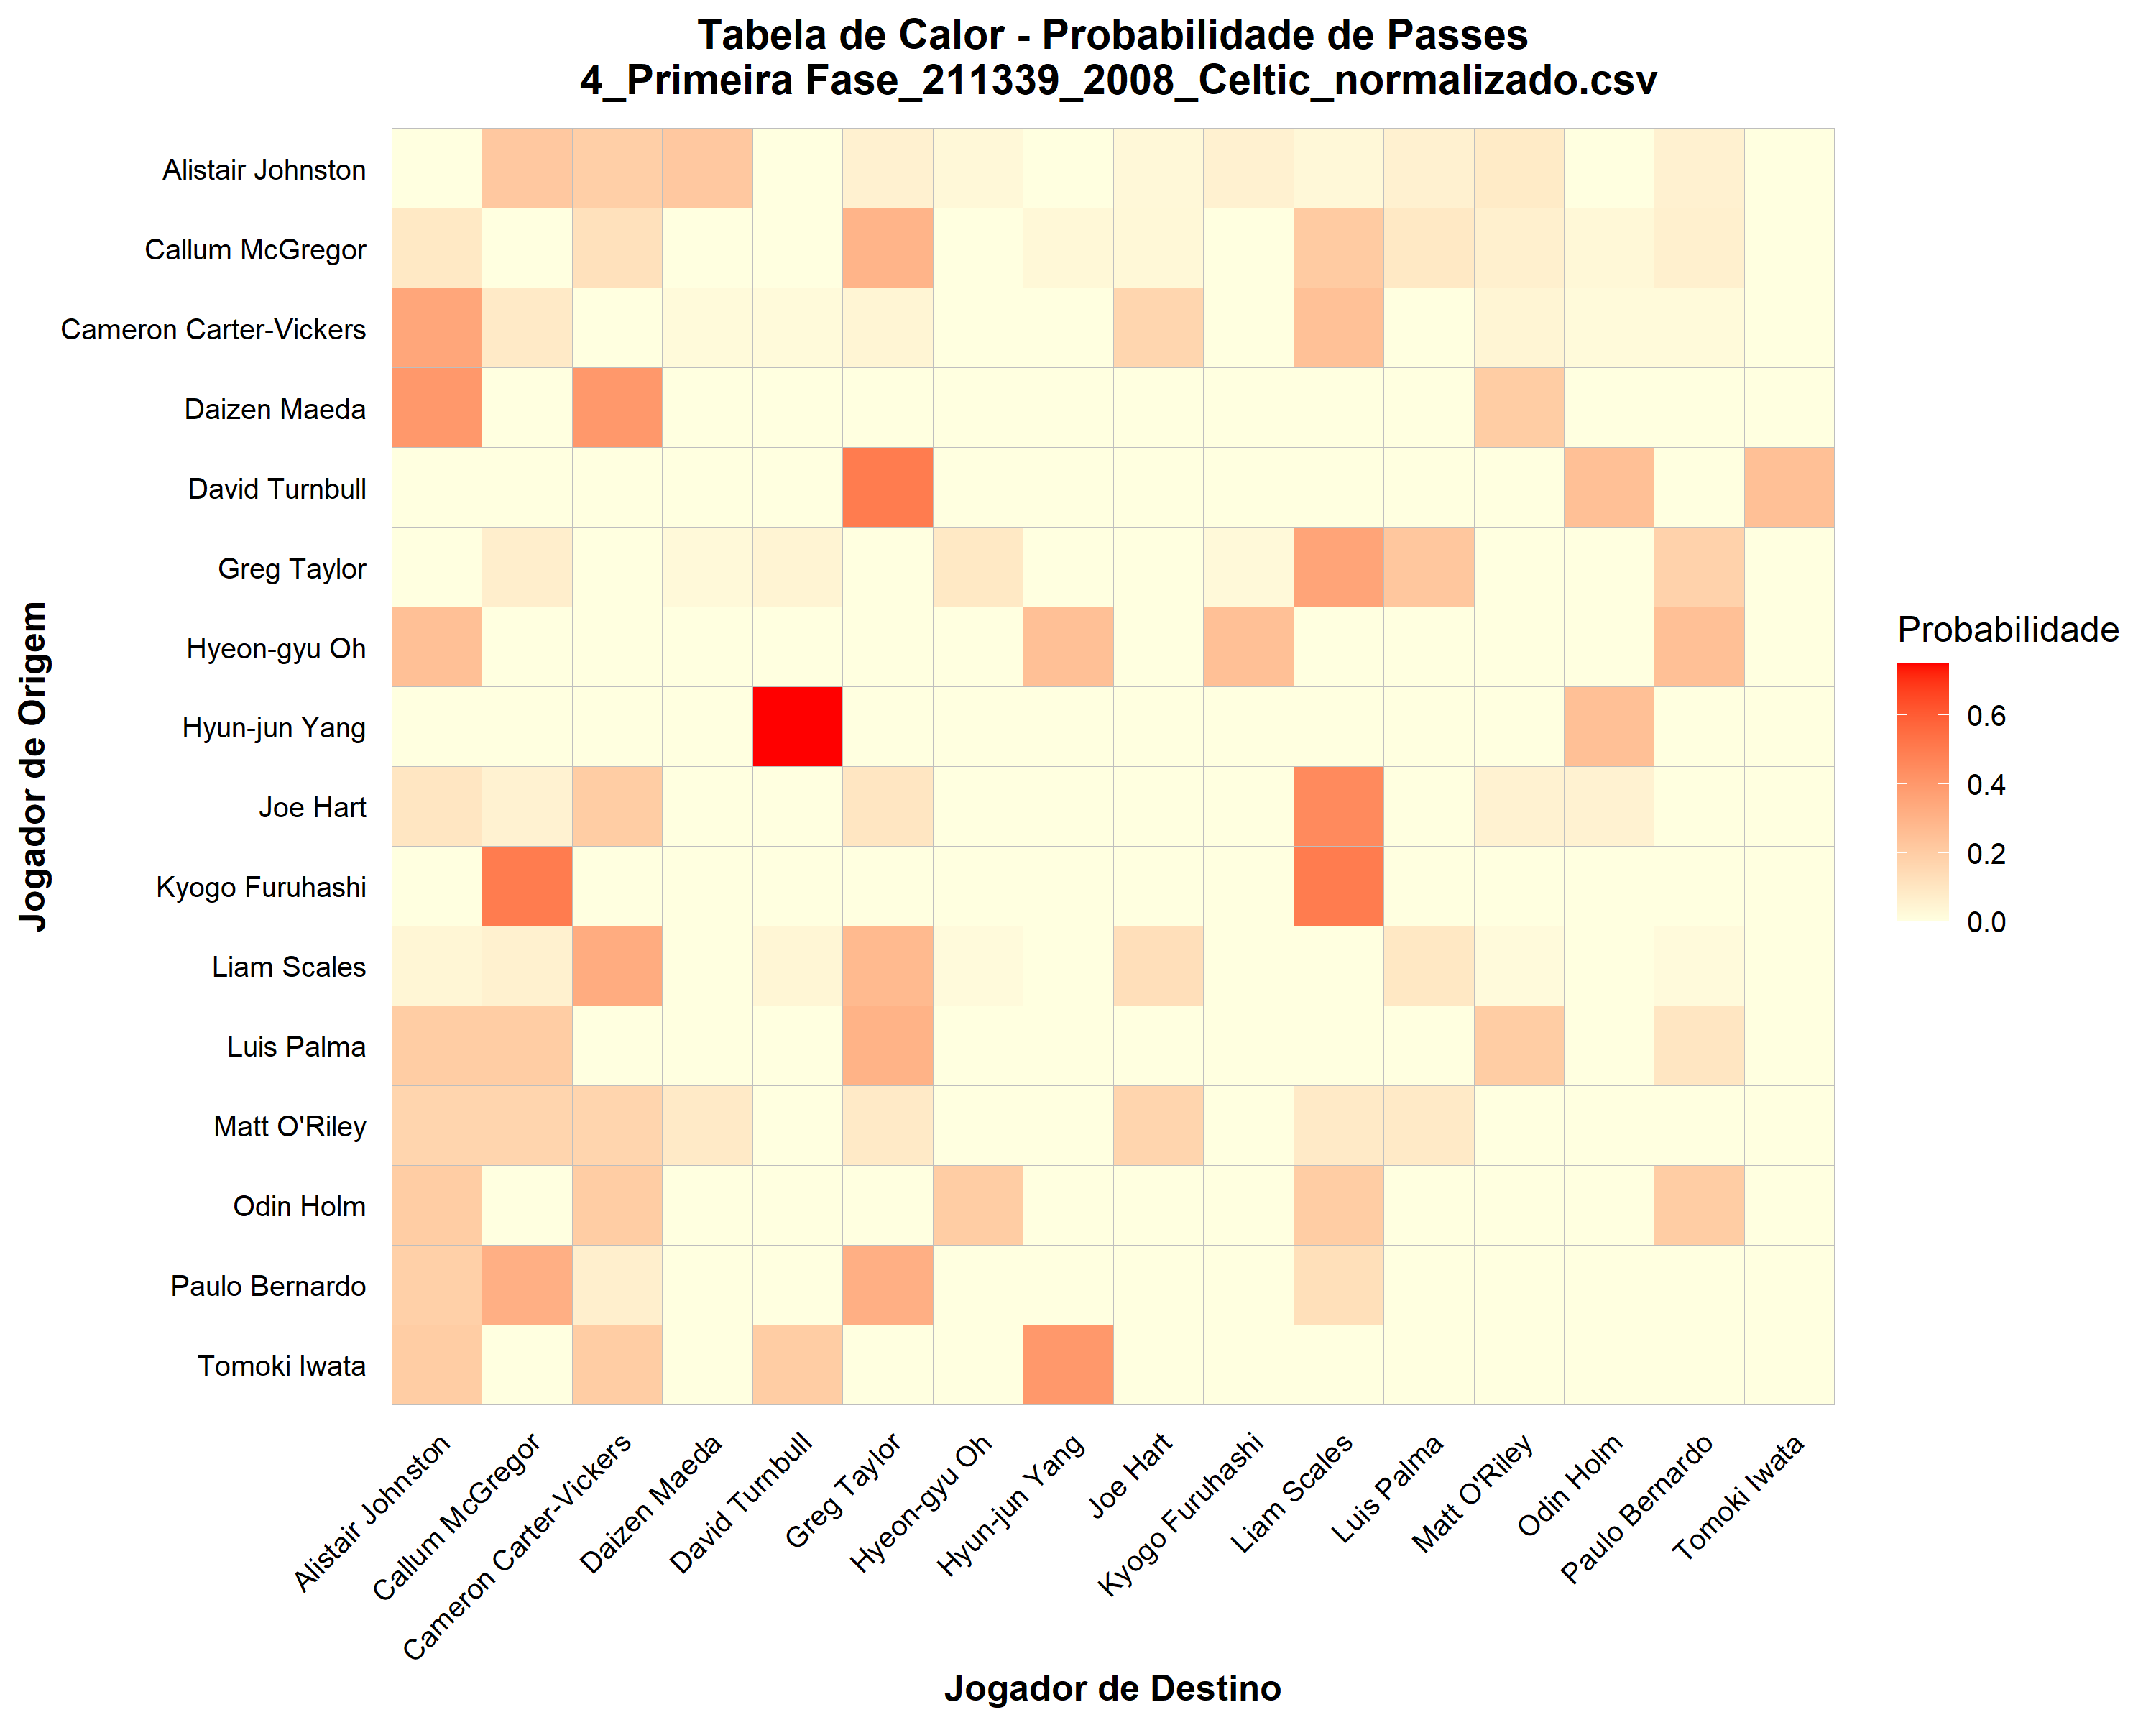 Tabela de Calor - Probabilidade de Passes
4_Primeira Fase_211339_2008_Celtic_normalizado.csv
Jogador de Origem
Alistair Johnston
Callum McGregor
Cameron Carter-Vickers
Daizen Maeda
David Turnbull
Greg Taylor
Hyeon-gyu Oh
Hyun-jun Yang
Joe Hart
Kyogo Furuhashi
Liam Scales
Luis Palma
Matt O'Riley
Odin Holm
Paulo Bernardo
Tomoki Iwata
Alistair Johnston
Callum McGregor
Cameron Carter-Vickers
Daizen Maeda
David Turnbull
Greg Taylor
Hyeon-gyu Oh
Hyun-jun Yang
Joe Hart
Kyogo Furuhashi
Liam Scales
Luis Palma
Matt O'Riley
Odin Holm
Paulo Bernardo
Tomoki Iwata
Jogador de Destino
Probabilidade
0.6
0.4
0.2
0.0